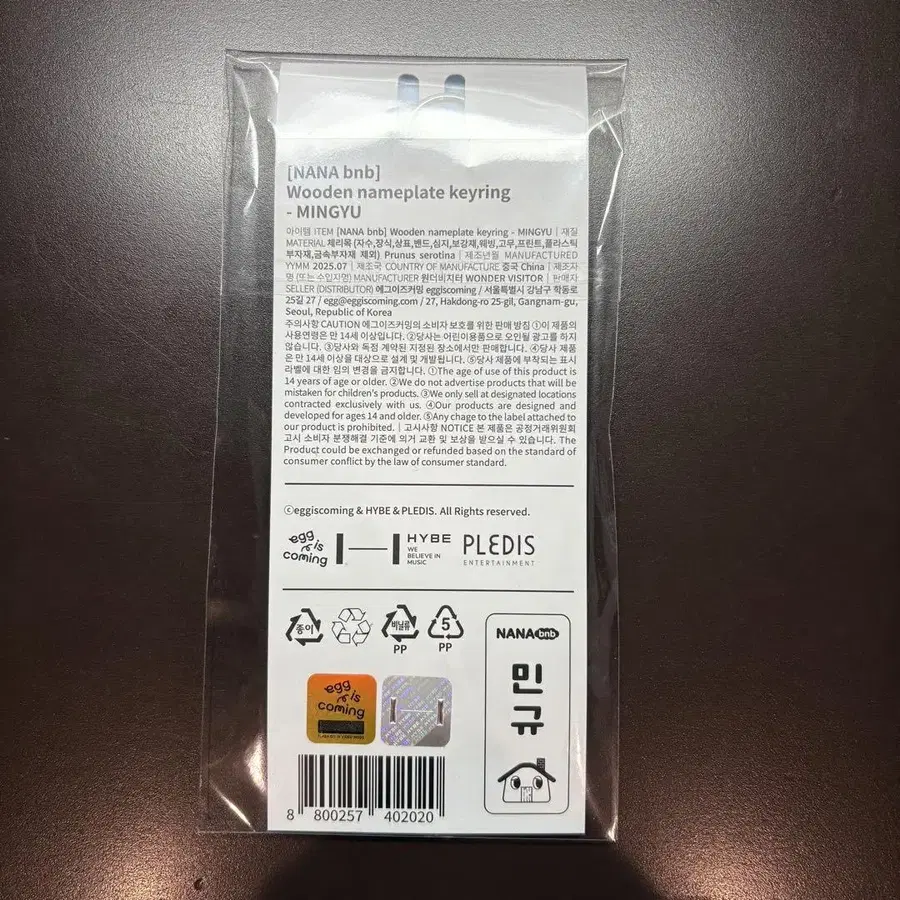 [NANA bnb]
Wooden nameplate keyring
- MINGYU
아이템 ITEM [NANA bnb] Wooden nameplate keyring - MINGYU | 재질
MATERIAL 체리목 (자수,장식,상표,밴드,심지,보강재,웨빙,고무,프린트,플라스틱
부자재,금속부자재 제외) Prunus serotina | 제조년월 MANUFACTURED
YYMM 2025.07 | 제조국 COUNTRY OF MANUFACTURE 중국 China | 제조자
명 (또는 수입자명) MANUFACTURER 원더비지터 WONDER VISITOR | 판매자
SELLER (DISTRIBUTOR) 에그이즈커밍 eggiscoming / 서울특별시 강남구 학동로
25길 27 / egg@eggiscoming.com / 27, Hakdong-ro 25-gil, Gangnam-gu,
Seoul, Republic of Korea
주의사항 CAUTION 에그이즈커밍의 소비자 보호를 위한 판매 방침 ①이 제품의
사용연령은 만 14세 이상입니다. ②당사는 어린이용품으로 오인될 광고를 하지
않습니다. ③당사와 독점 계약된 지정된 장소에서만 판매합니다. ④당사 제품
은 만 14세 이상을 대상으로 설계 및 개발됩니다. ⑤당사 제품에 부착되는 표시
라벨에 대한 임의 변경을 금지합니다. ①The age of use of this product is
14 years of age or older. ②We do not advertise products that will be
mistaken for children's products. ③We only sell at designated locations
contracted exclusively with us. ④Our products are designed and
developed for ages 14 and older. ⑤Any chage to the label attached to
our product is prohibited. | 고시사항 NOTICE 본 제품은 공정거래위원회
고시 소비자 분쟁해결 기준에 의거 교환 및 보상을 받으실 수 있습니다. The
Product could be exchanged or refunded based on the standard of
consumer conflict by the law of consumer standard.
ⓒeggiscoming & HYBE & PLEDIS. All Rights reserved.
egg is coming
HYBE
WE
BELIEVE IN
MUSIC
PLEDIS
ENTERTAINMENT
종이
비닐류
PP
5
PP
NANA bnb
민규
egg is coming
8 800257 402020